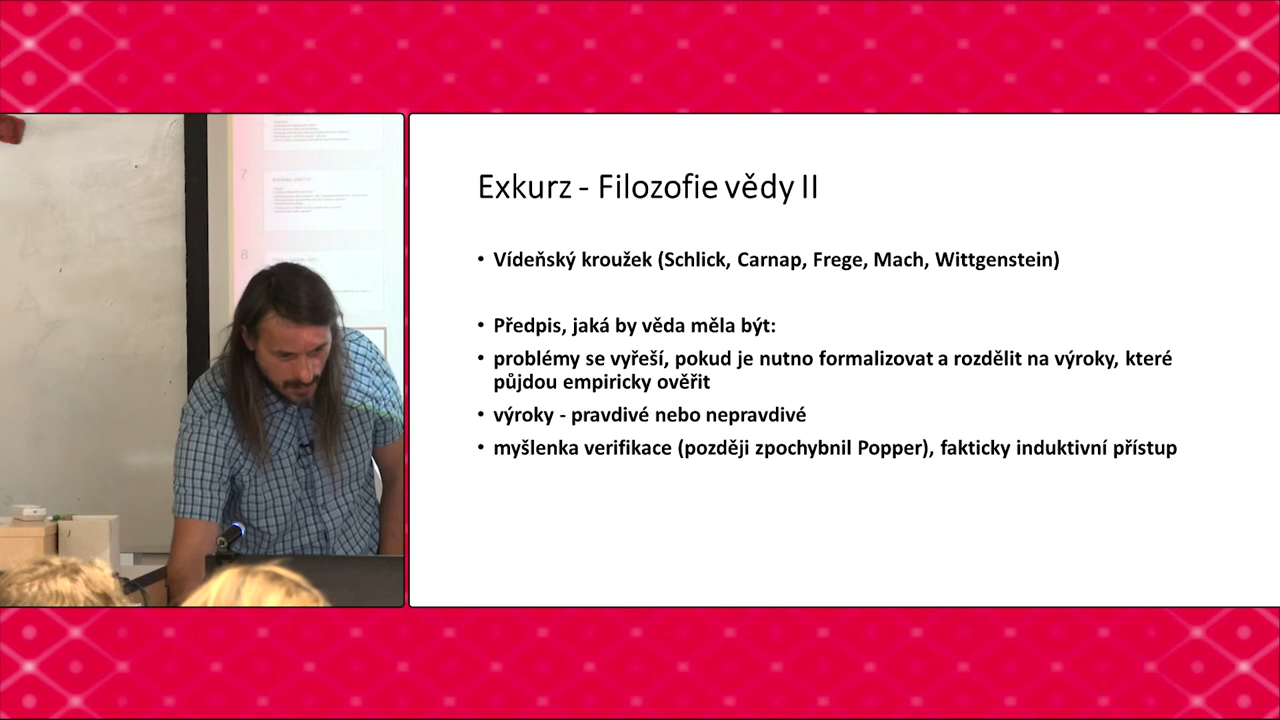 7
8
Exkurz - Filozofie vědy II
• Vídeňský kroužek (Schlick, Carnap, Frege, Mach, Wittgenstein)
• Předpis, jaká by věda měla být:
• problémy se vyřeší, pokud je nutno formalizovat a rozdělit na výroky, které
půjdou empiricky ověřit
• výroky - pravdivé nebo nepravdivé
• myšlenka verifikace (později zpochybnil Popper), fakticky induktivní přístup